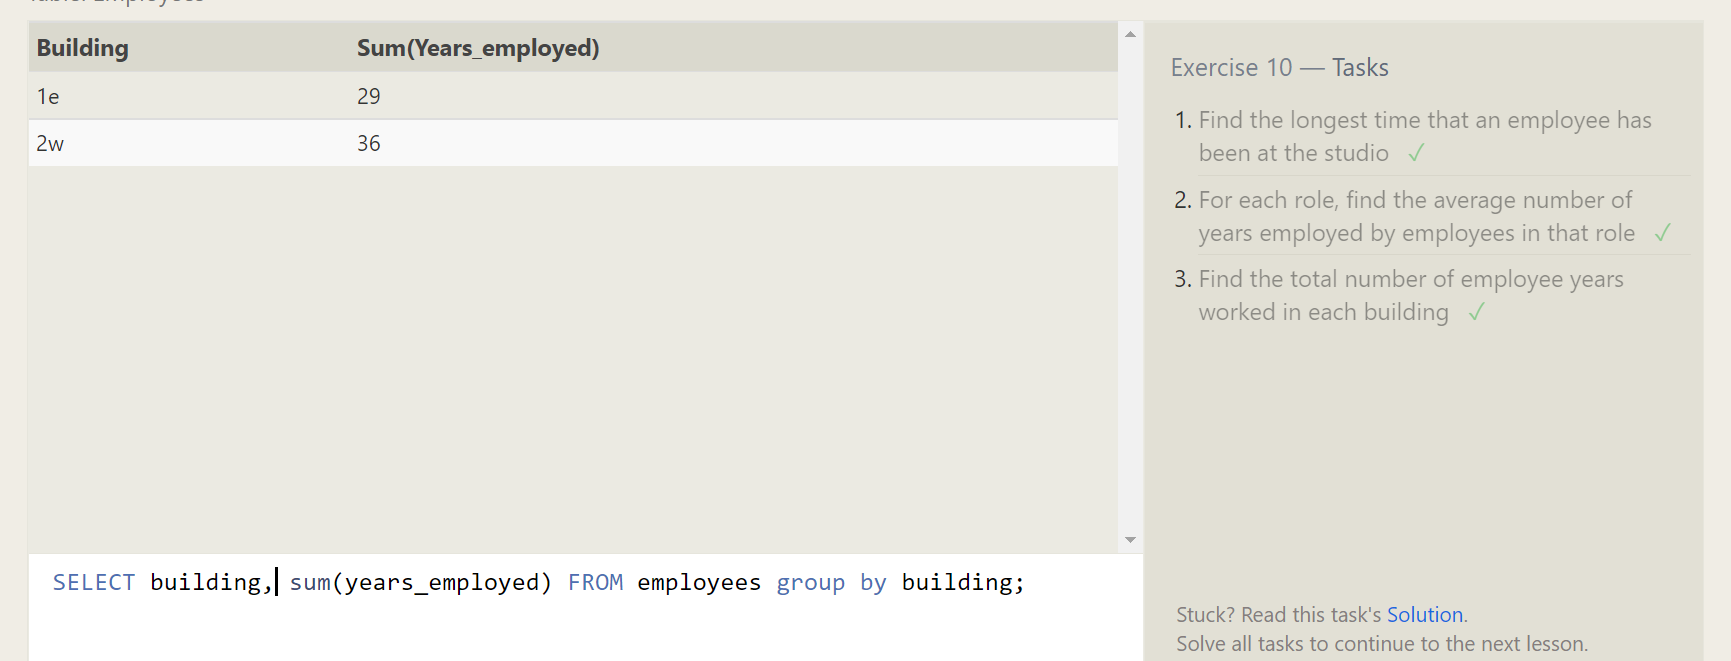 Table: Employees
Building Sum(Years_employed)
1e 29
2w 36
SELECT building, sum(years_employed) FROM employees group by building;
Exercise 10 — Tasks
1. Find the longest time that an employee has
been at the studio ✓
2. For each role, find the average number of
years employed by employees in that role ✓
3. Find the total number of employee years
worked in each building ✓
Stuck? Read this task's Solution.
Solve all tasks to continue to the next lesson.